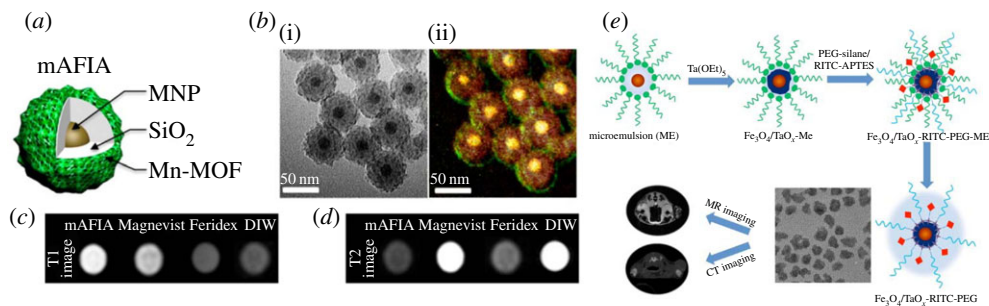 (a)
mAFIA
MNP
SiO2
Mn-MOF
(b)
(i)
(ii)
50 nm
50 nm
(c)
mAFIA Magnevist Feridex DIW
T1
image
(d)
mAFIA Magnevist Feridex DIW
T2
image
(e)
Ta(OEt)5
PEG-silane/
RITC-APTES
microemulsion (ME)
Fe3O4/TaOx-Me
Fe3O4/TaOx-RITC-PEG-ME
MR imaging
CT imaging
Fe3O4/TaOx-RITC-PEG